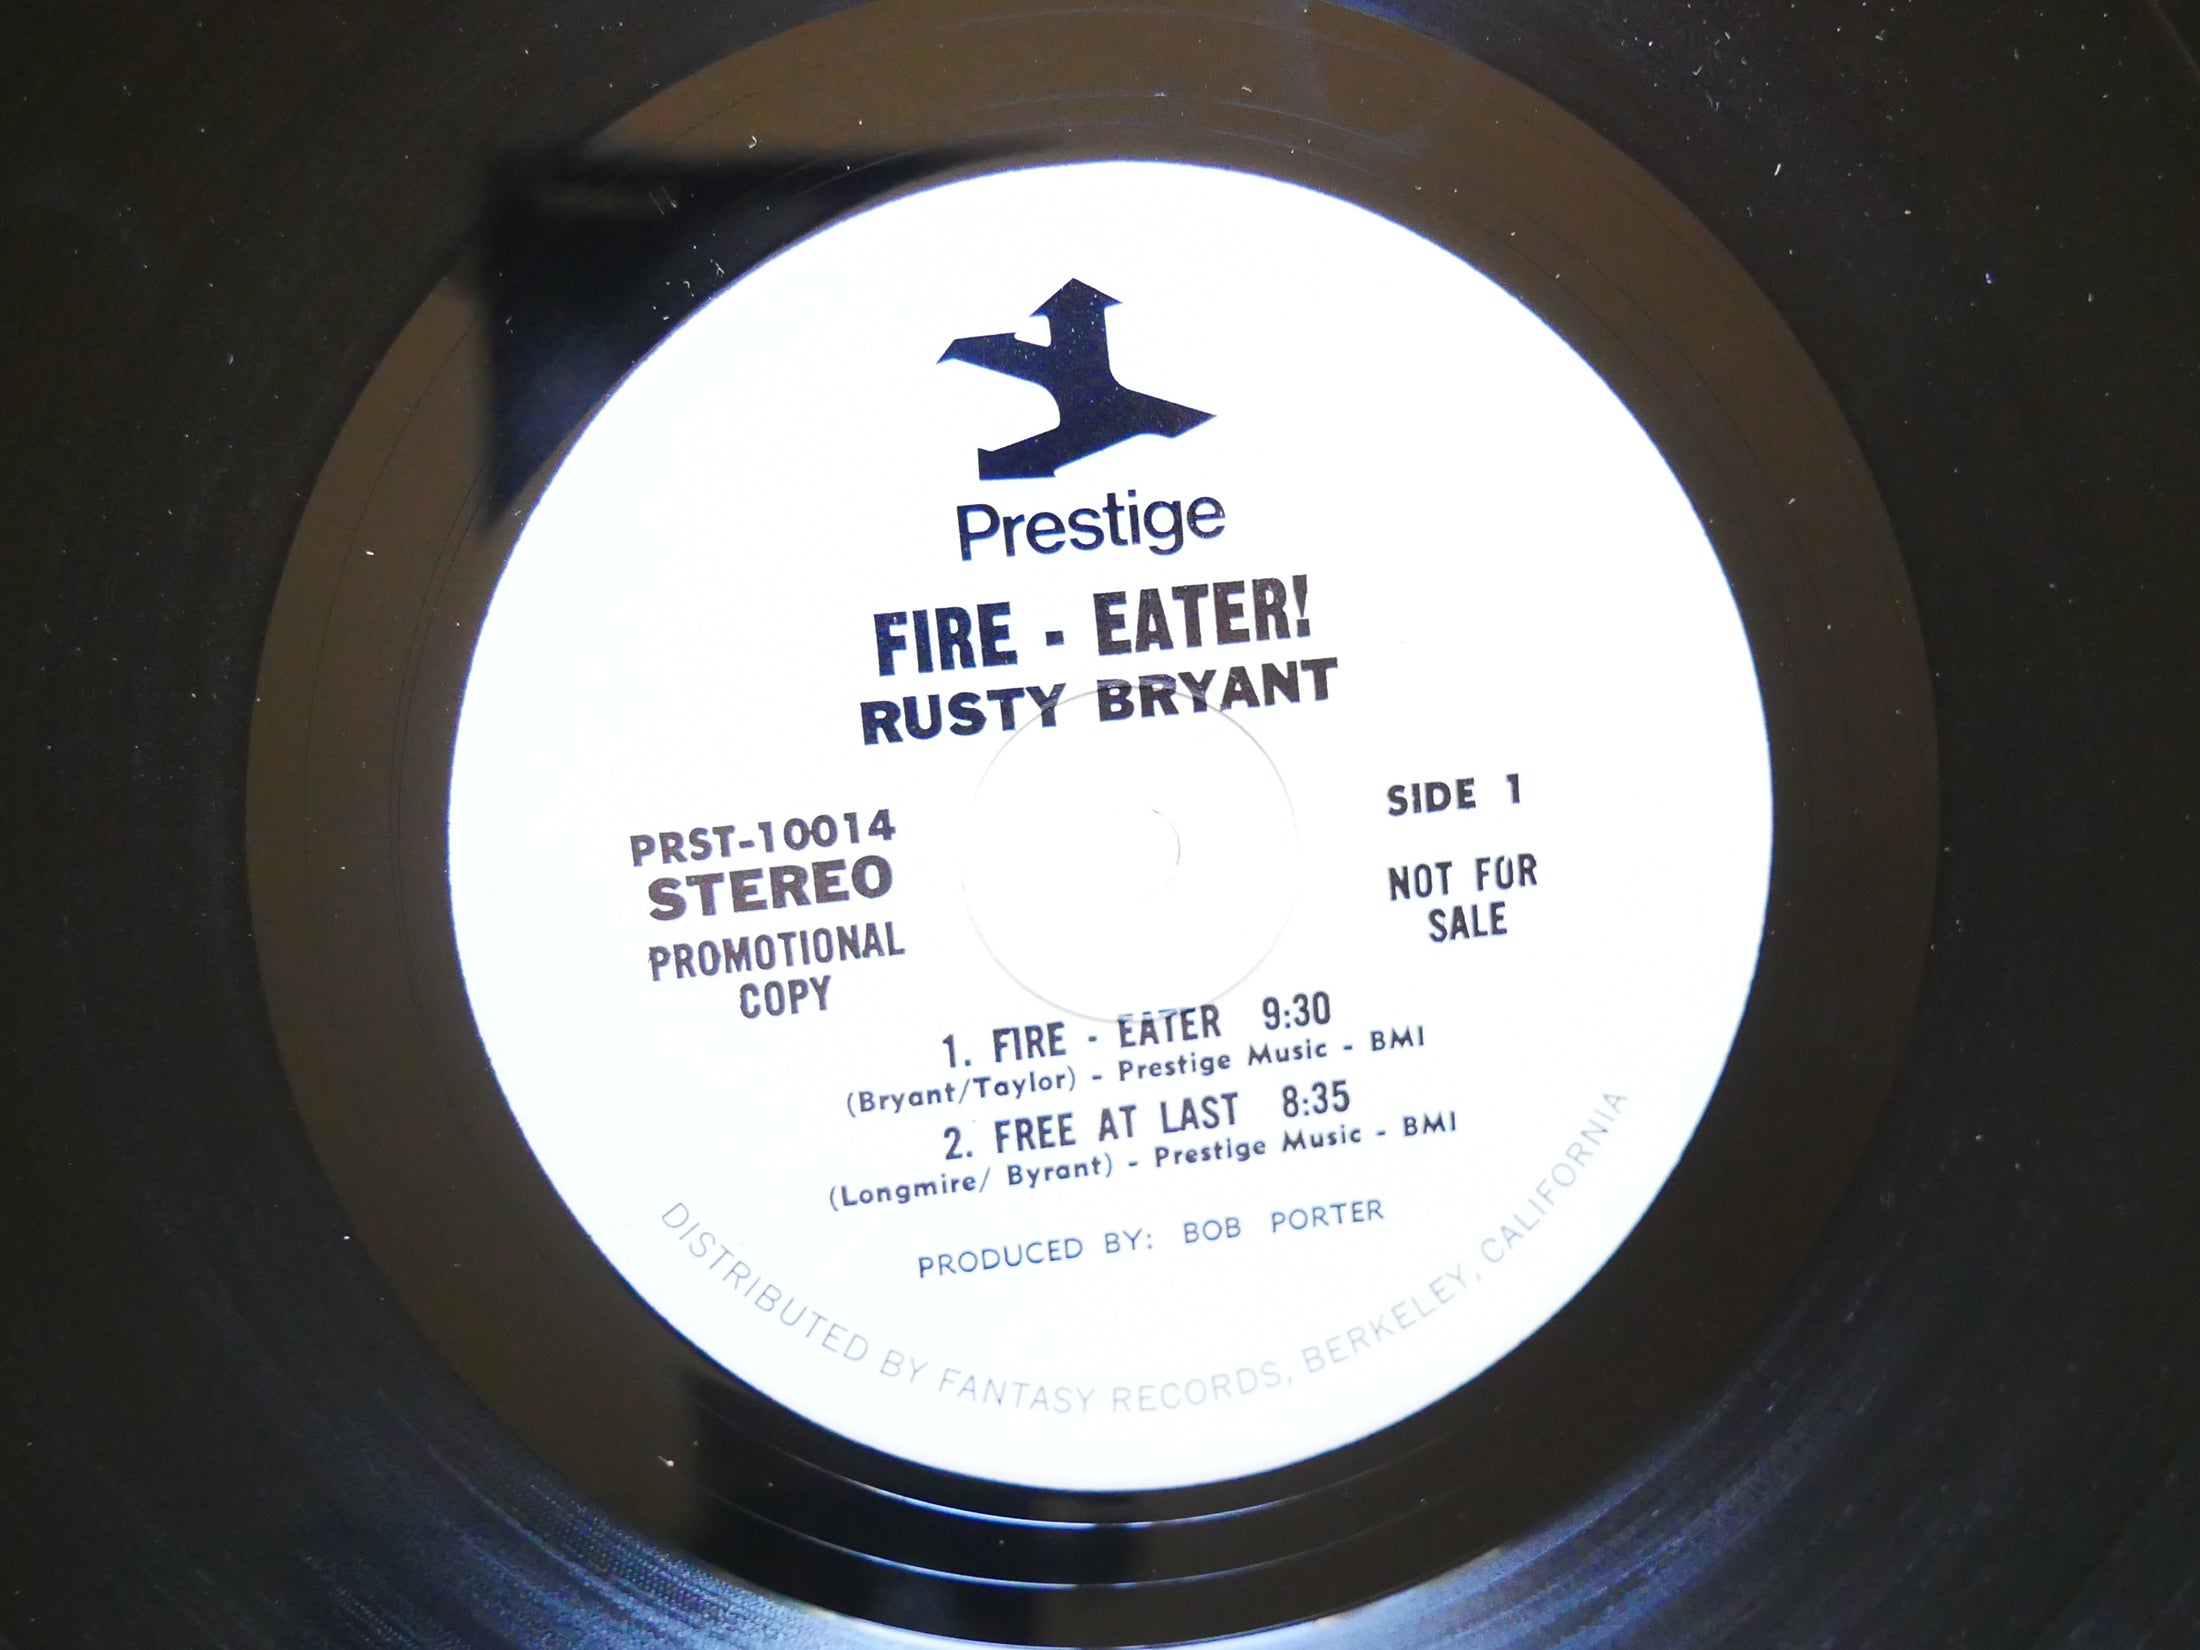 Prestige
FIRE - EATER!
RUSTY BRYANT
PRST-10014
STEREO
PROMOTIONAL
COPY
SIDE 1
NOT FOR
SALE
1. FIRE - EATER 9:30
(Bryant/Taylor) - Prestige Music - BMI
2. FREE AT LAST 8:35
(Longmire/ Byrant) - Prestige Music - BMI
PRODUCED BY: BOB PORTER
DISTRIBUTED BY FANTASY RECORDS, BERKELEY, CALIFORNIA